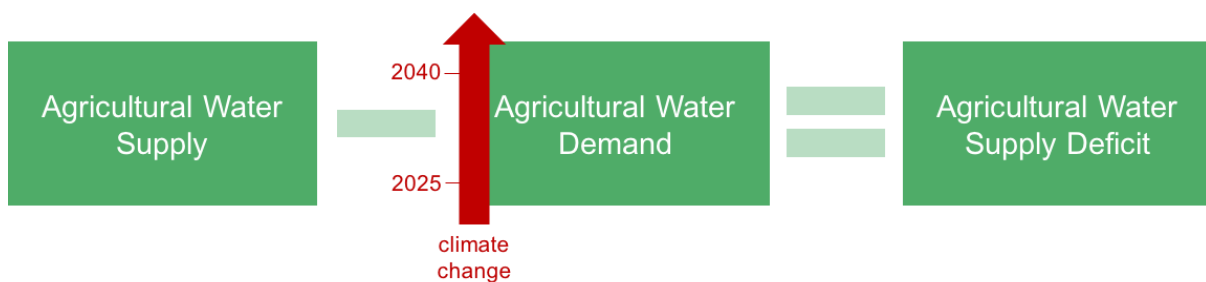 Agricultural Water
Supply
2040
2025
climate
change
Agricultural Water
Demand
Agricultural Water
Supply Deficit